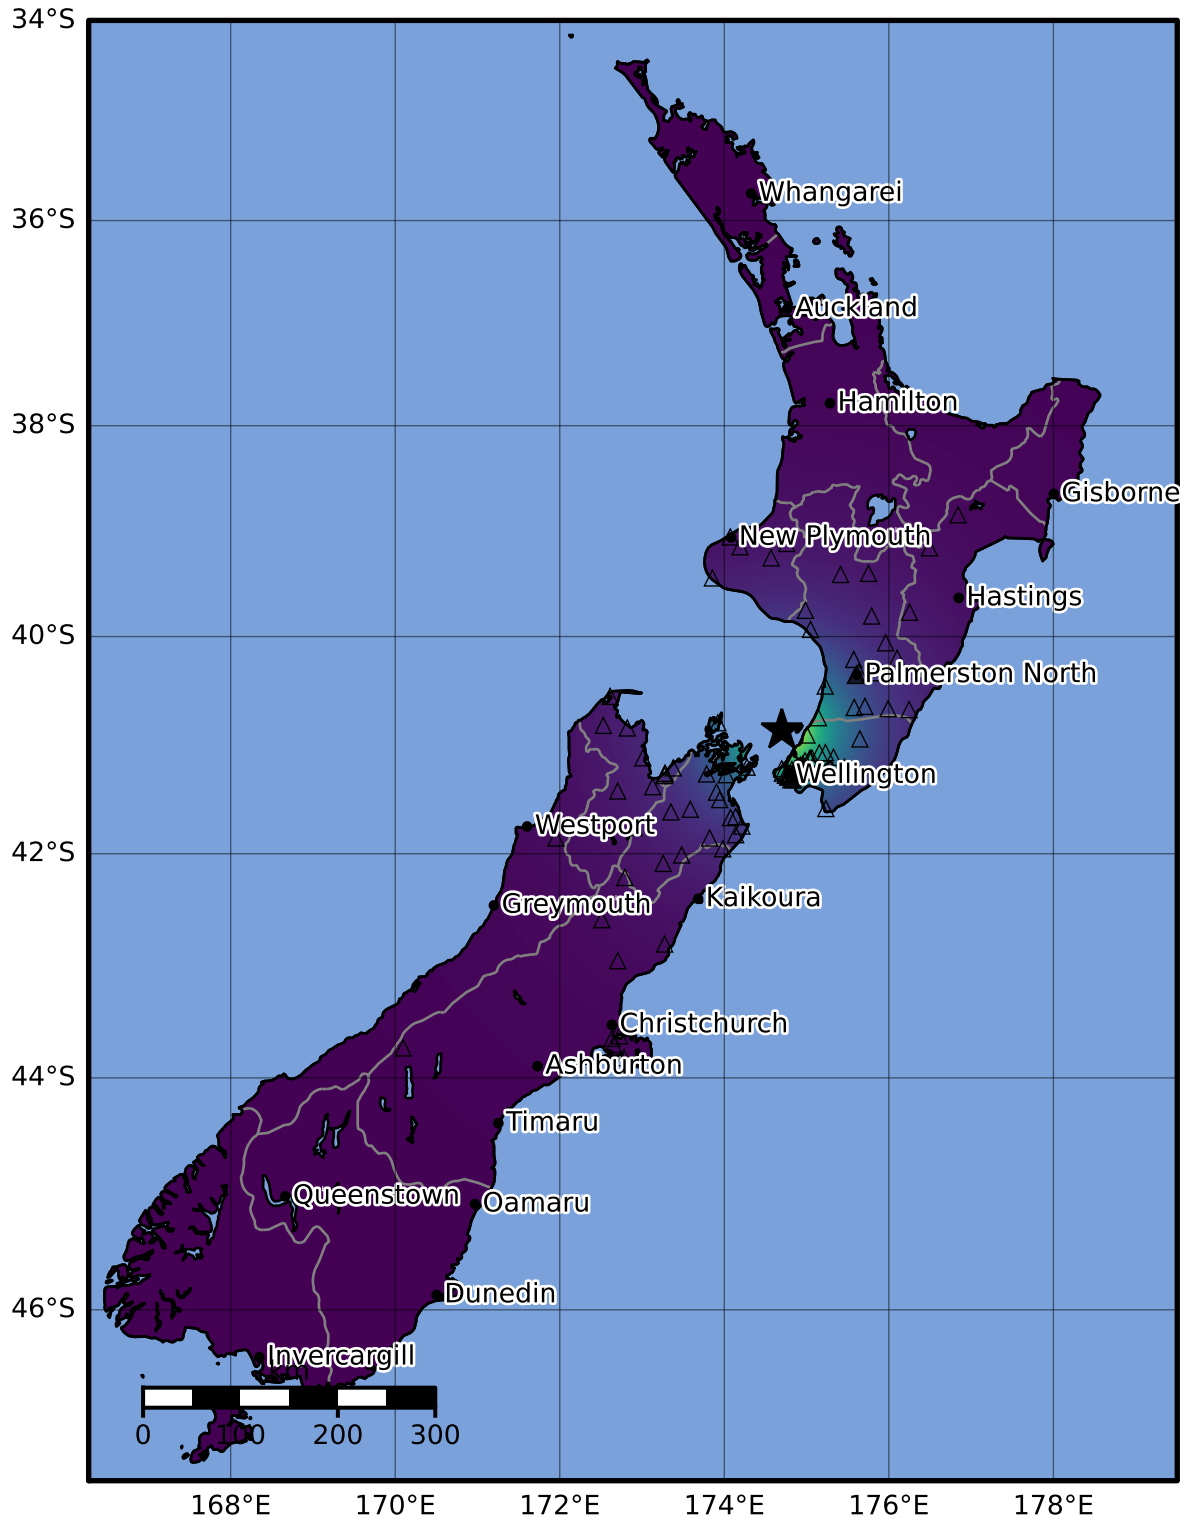 34°S
Whangarei
36°S
Auckland
Hamilton
38°S
Gisborne
New Plymouth
Hastings
40°S
Palmerston North
Wellington
Westport
42°S
Kaikoura
Greymouth
Christchurch
Ashburton
44°S
Timaru
Queenstown
Oamaru
Dunedin
46°S
Invercargill
0 100 200 300
168°E 170°E 172°E 174°E 176°E 178°E